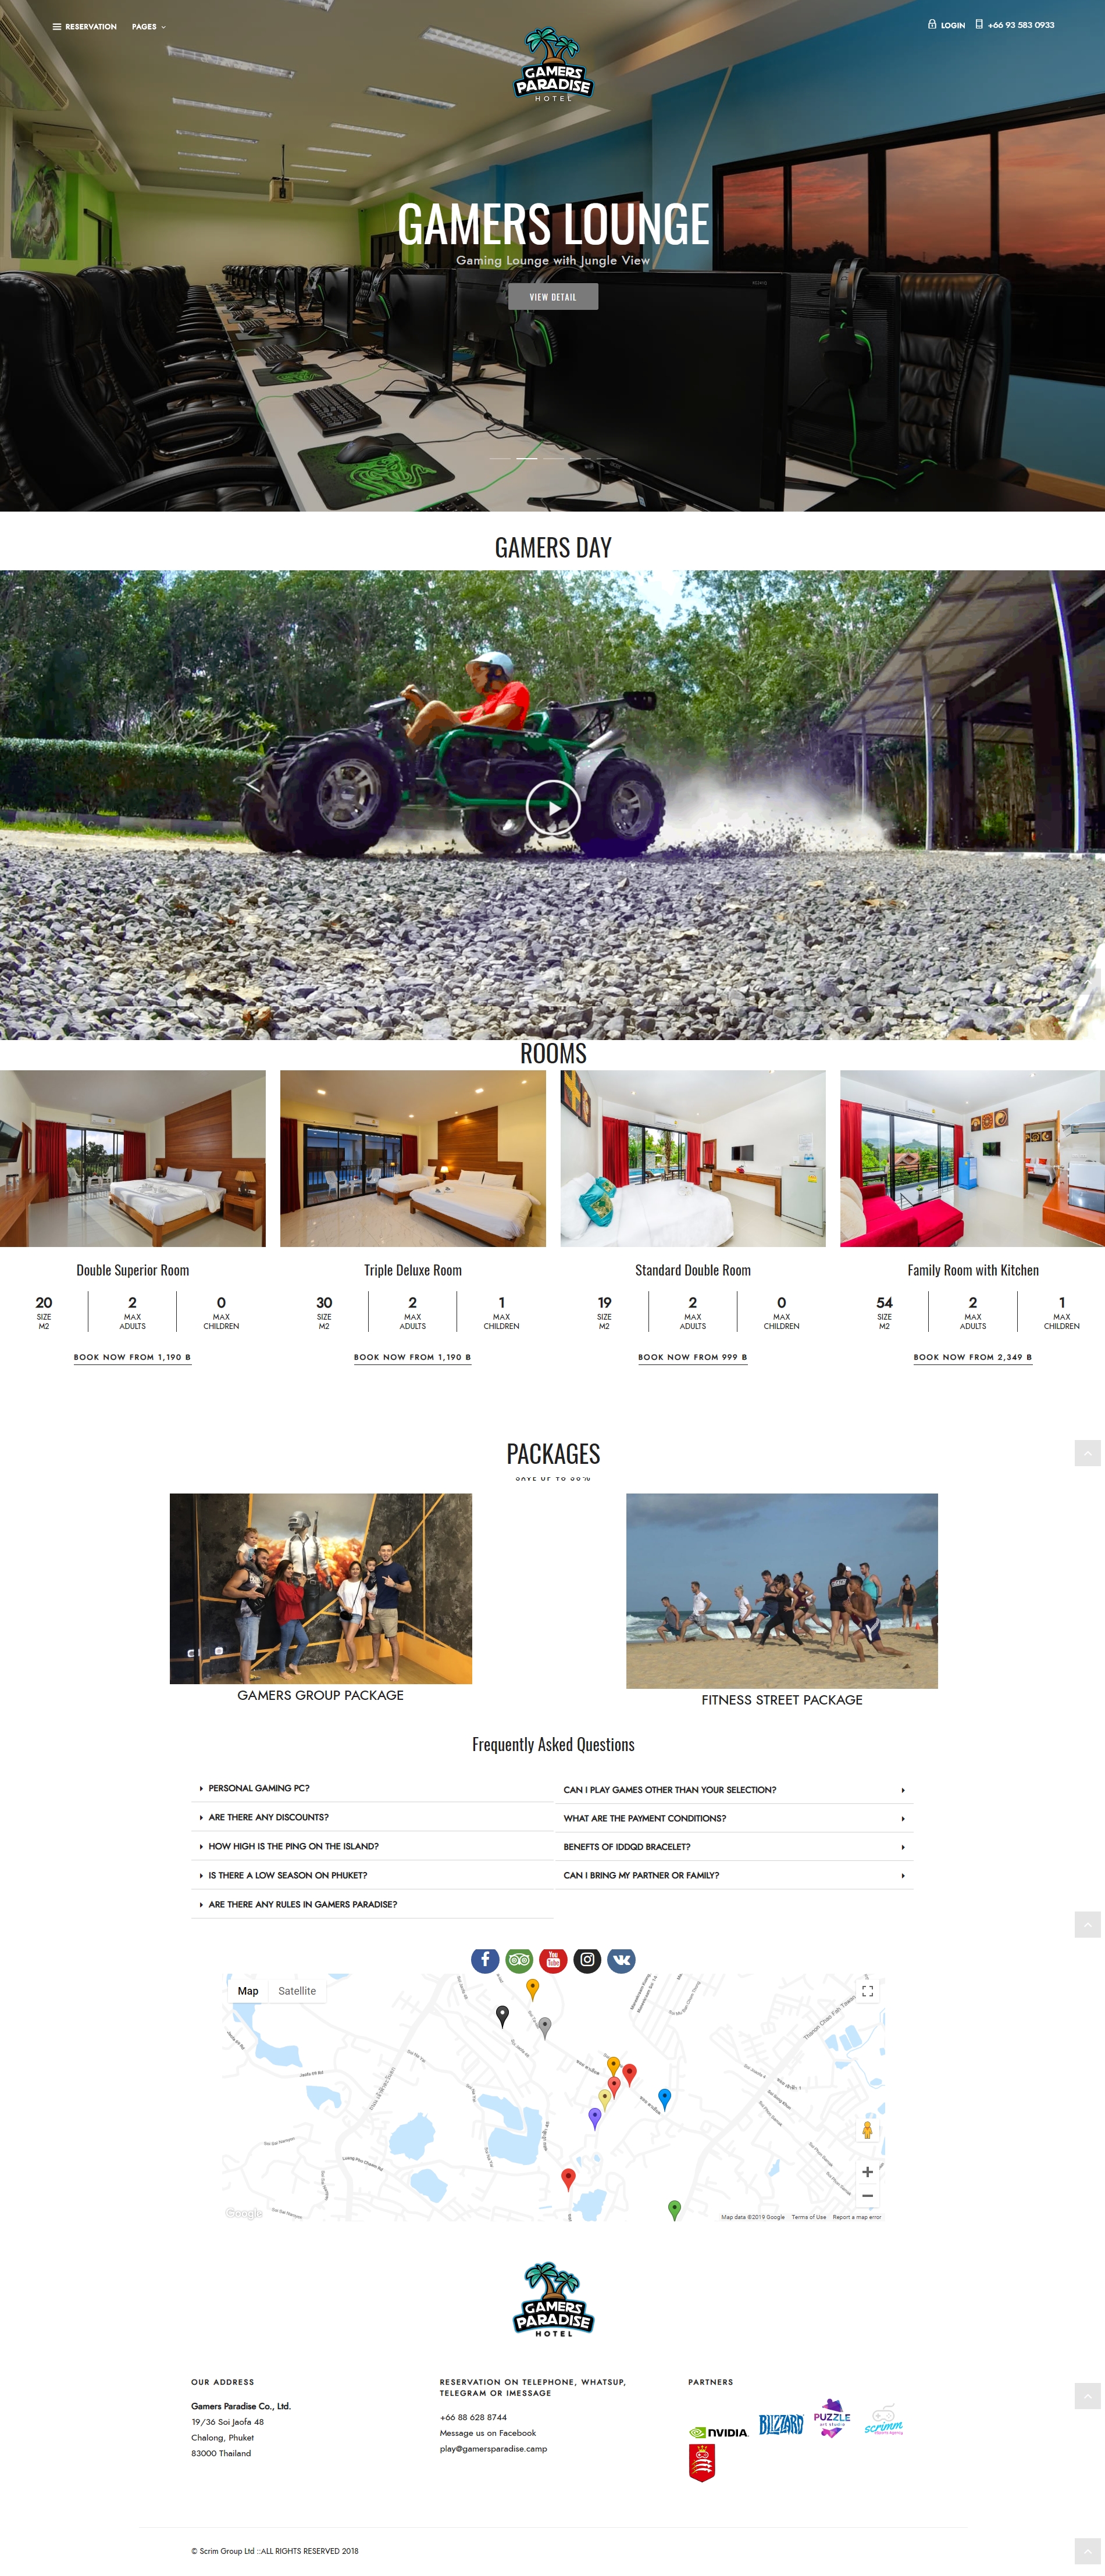 RESERVATION
PAGES
LOGIN
+66 93 583 0933
GAMERS
PARADISE
HOTEL
GAMERS LOUNGE
Gaming Lounge with Jungle View
VIEW DETAIL
GAMERS DAY
ROOMS
Double Superior Room
20
SIZE
M2
2
MAX
ADULTS
0
MAX
CHILDREN
BOOK NOW FROM 1,190 ฿
Triple Deluxe Room
30
SIZE
M2
2
MAX
ADULTS
1
MAX
CHILDREN
BOOK NOW FROM 1,190 ฿
Standard Double Room
19
SIZE
M2
2
MAX
ADULTS
0
MAX
CHILDREN
BOOK NOW FROM 999 ฿
Family Room with Kitchen
54
SIZE
M2
2
MAX
ADULTS
1
MAX
CHILDREN
BOOK NOW FROM 2,349 ฿
PACKAGES
GAMERS GROUP PACKAGE
FITNESS STREET PACKAGE
Frequently Asked Questions
PERSONAL GAMING PC?
ARE THERE ANY DISCOUNTS?
HOW HIGH IS THE PING ON THE ISLAND?
IS THERE A LOW SEASON ON PHUKET?
ARE THERE ANY RULES IN GAMERS PARADISE?
CAN I PLAY GAMES OTHER THAN YOUR SELECTION?
WHAT ARE THE PAYMENT CONDITIONS?
BENEFTS OF IDDQD BRACELET?
CAN I BRING MY PARTNER OR FAMILY?
You
Tube
Map
Satellite
Google
Map data ©2019 Google
Terms of Use
Report a map error
GAMERS
PARADISE
HOTEL
OUR ADDRESS
Gamers Paradise Co., Ltd.
19/36 Soi Jaofa 48
Chalong, Phuket
83000 Thailand
RESERVATION ON TELEPHONE, WHATSUP,
TELEGRAM OR IMESSAGE
+66 88 628 8744
Message us on Facebook
play@gamersparadise.camp
PARTNERS
NVIDIA.
BLIZZARD
PUZZLE
art studio
scrimm
© Scrim Group Ltd ::ALL RIGHTS RESERVED 2018